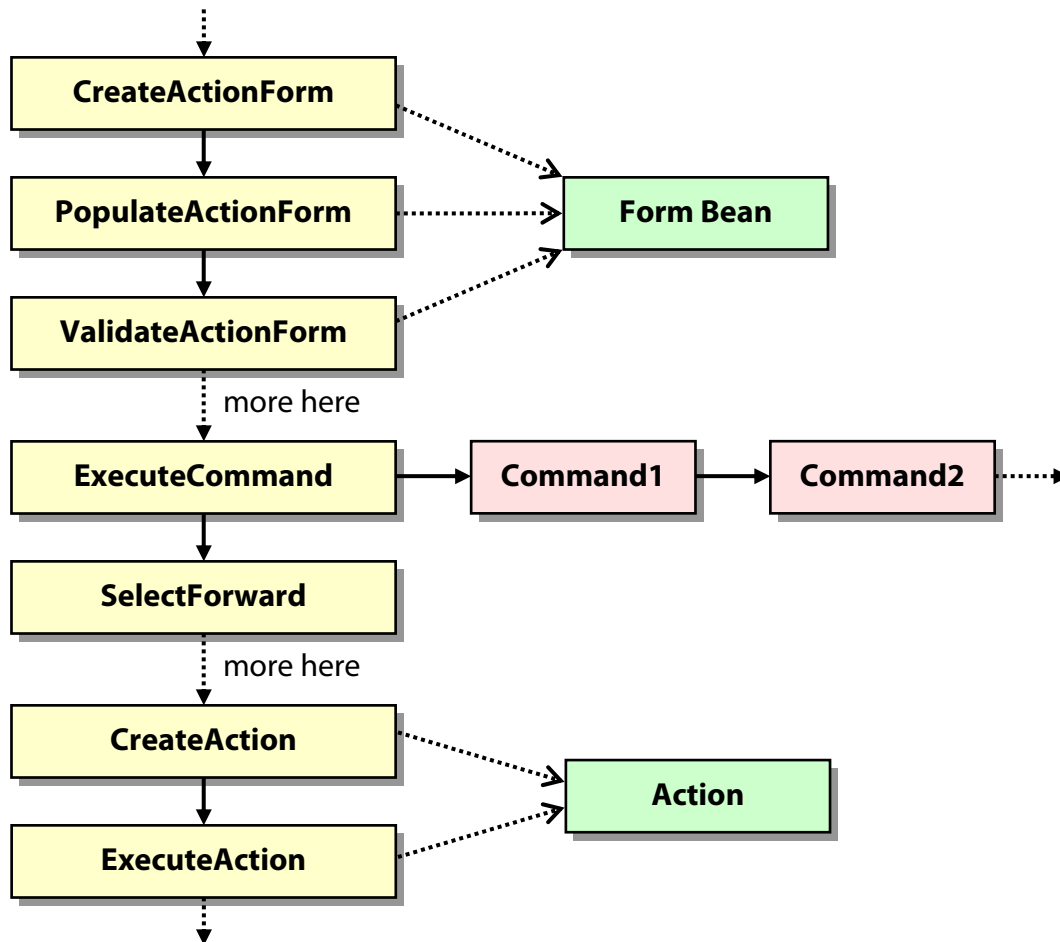 CreateActionForm
PopulateActionForm
Form Bean
ValidateActionForm
more here
ExecuteCommand
Command1
Command2
SelectForward
more here
CreateAction
Action
ExecuteAction